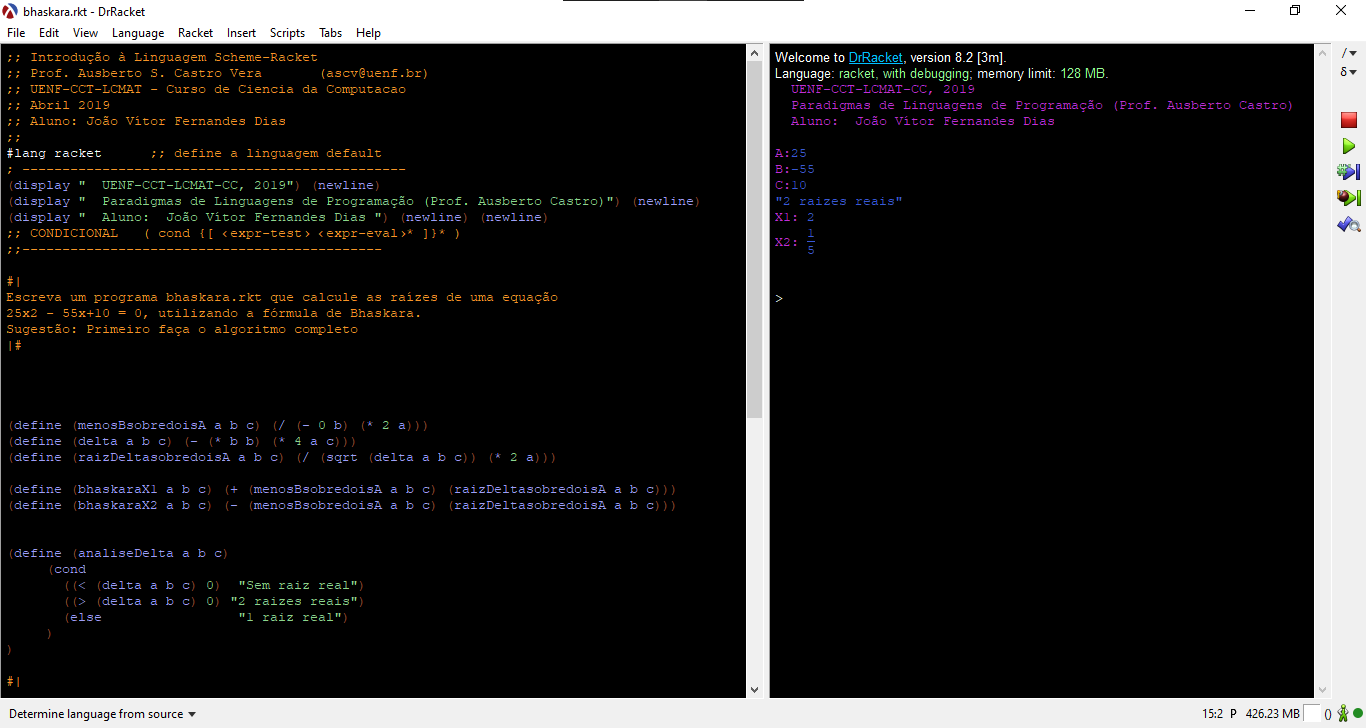 bhaskara.rkt - DrRacket
File Edit View Language Racket Insert Scripts Tabs Help
;; Introdução à Linguagem Scheme-Racket
;; Prof. Ausberto S. Castro Vera       (ascv@uenf.br)
;; UENF-CCT-LCMAT - Curso de Ciencia da Computacao
;; Abril 2019
;; Aluno: João Vítor Fernandes Dias
;;
#lang racket      ;; define a linguagem default
; ------------------------------------------------
(display "  UENF-CCT-LCMAT-CC, 2019") (newline)
(display "  Paradigmas de Linguagens de Programação (Prof. Ausberto Castro)") (newline)
(display "  Aluno:  João Vítor Fernandes Dias ") (newline) (newline)
;; CONDICIONAL   ( cond {[ <expr-test> <expr-eval>* ]}* )
;;---------------------------------------------
#|
Escreva um programa bhaskara.rkt que calcule as raízes de uma equação
25x2 - 55x+10 = 0, utilizando a fórmula de Bhaskara.
Sugestão: Primeiro faça o algoritmo completo
|#
(define (menosBsobredoisA a b c) (/ (- 0 b) (* 2 a)))
(define (delta a b c) (- (* b b) (* 4 a c)))
(define (raizDeltasobredoisA a b c) (/ (sqrt (delta a b c)) (* 2 a)))
(define (bhaskaraX1 a b c) (+ (menosBsobredoisA a b c) (raizDeltasobredoisA a b c)))
(define (bhaskaraX2 a b c) (- (menosBsobredoisA a b c) (raizDeltasobredoisA a b c)))
(define (analiseDelta a b c)
     (cond
       ((< (delta a b c) 0)  "Sem raiz real")
       ((> (delta a b c) 0) "2 raizes reais")
       (else                 "1 raiz real")
     )
)
#|
Welcome to DrRacket, version 8.2 [3m].
Language: racket, with debugging; memory limit: 128 MB.
  UENF-CCT-LCMAT-CC, 2019
  Paradigmas de Linguagens de Programação (Prof. Ausberto Castro)
  Aluno:  João Vítor Fernandes Dias
A:25
B:-55
C:10
"2 raizes reais"
X1: 2
X2: 1/5
>
Determine language from source 15:2 P 426.23 MB ()